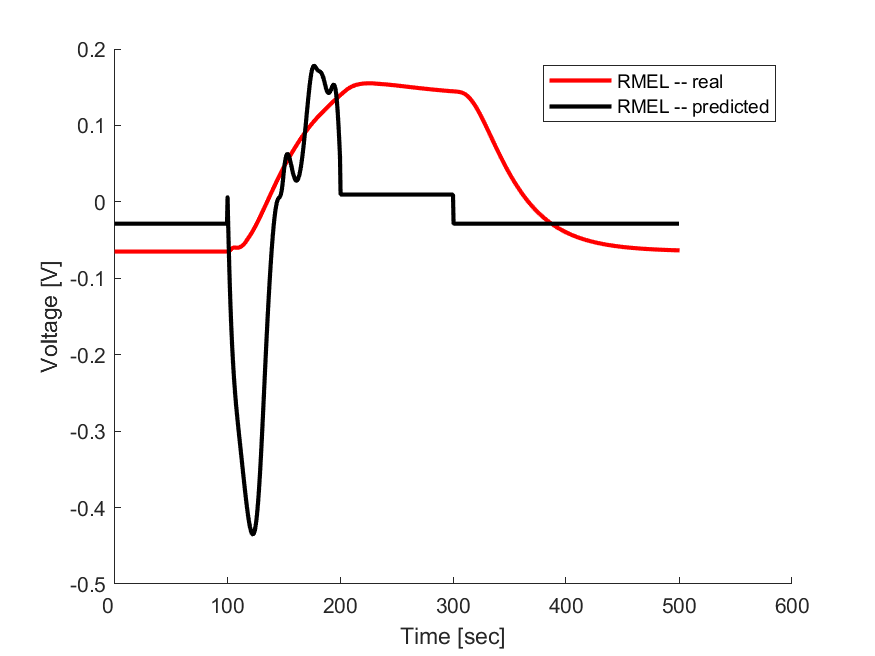 0.2
0.1
0
-0.1
-0.2
-0.3
-0.4
-0.5
Voltage [V]
RMEL -- real
RMEL -- predicted
0 100 200 300 400 500 600
Time [sec]